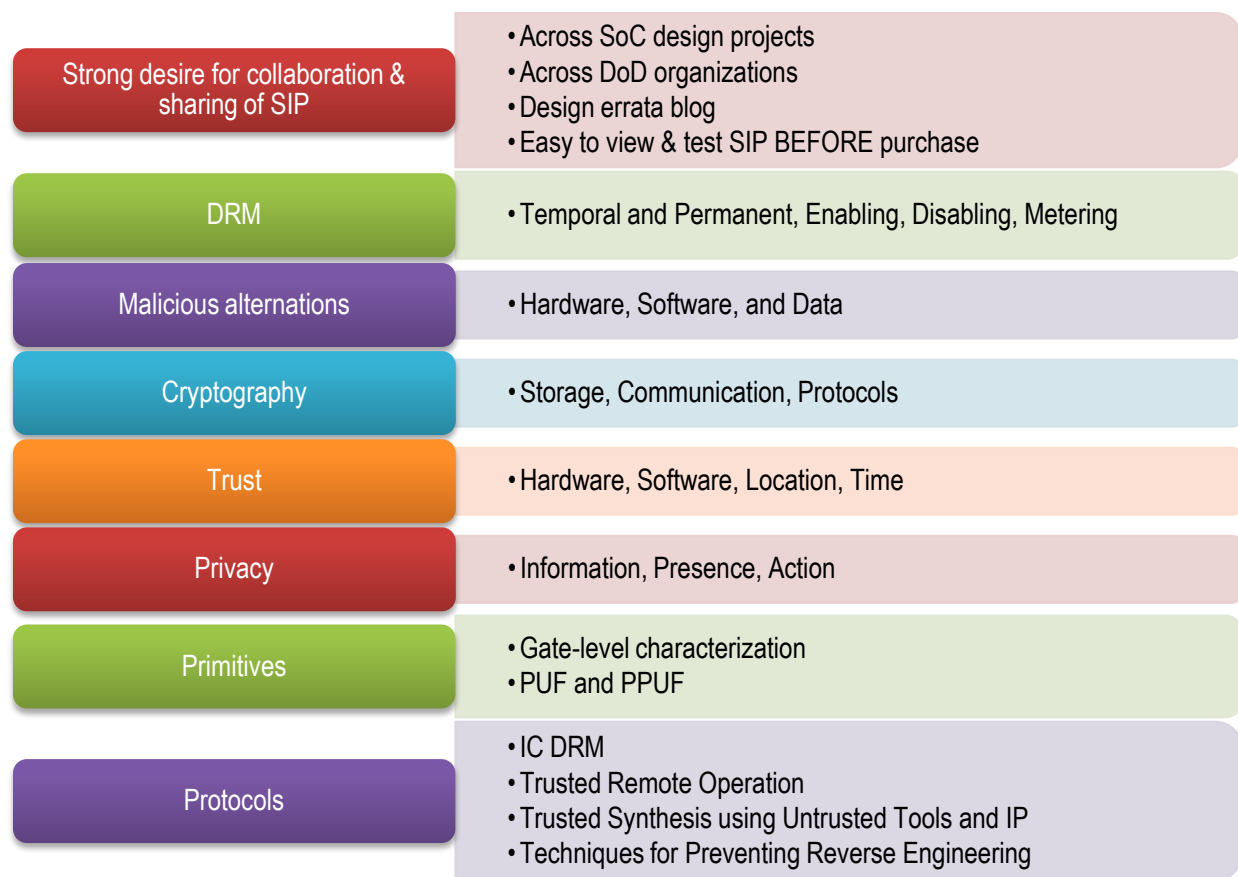 Strong desire for collaboration &
sharing of SIP
• Across SoC design projects
• Across DoD organizations
• Design errata blog
• Easy to view & test SIP BEFORE purchase
DRM
• Temporal and Permanent, Enabling, Disabling, Metering
Malicious alternations
• Hardware, Software, and Data
Cryptography
• Storage, Communication, Protocols
Trust
• Hardware, Software, Location, Time
Privacy
• Information, Presence, Action
Primitives
• Gate-level characterization
• PUF and PPUF
Protocols
• IC DRM
• Trusted Remote Operation
• Trusted Synthesis using Untrusted Tools and IP
• Techniques for Preventing Reverse Engineering